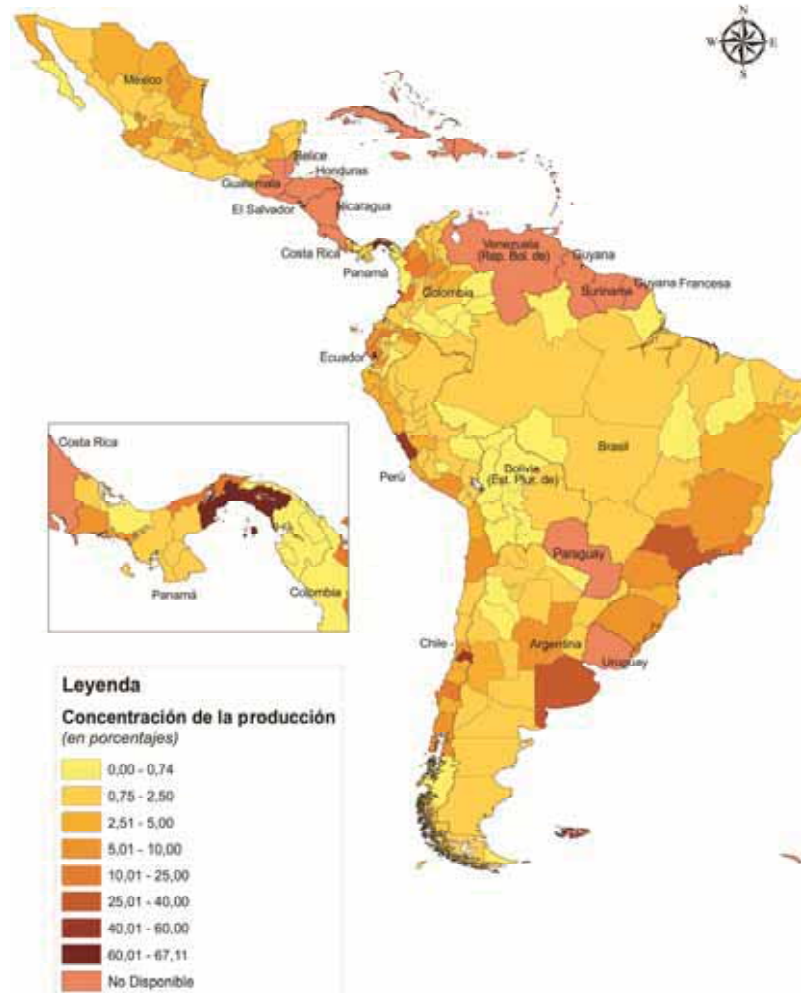 N
W
E
S
México
Belice
Honduras
Guatemala
El Salvador
Nicaragua
Costa Rica
Panamá
Venezuela
(Rep. Bol. de)
Guyana
Guyana Francesa
Suriname
Colombia
Ecuador
Perú
Brasil
Bolivia
(Est. Plur. de)
Paraguay
Chile
Argentina
Uruguay
Costa Rica
Panamá
Colombia
Leyenda
Concentración de la producción
(en porcentajes)
0,00 - 0,74
0,75 - 2,50
2,51 - 5,00
5,01 - 10,00
10,01 - 25,00
25,01 - 40,00
40,01 - 60,00
60,01 - 67,11
No Disponible